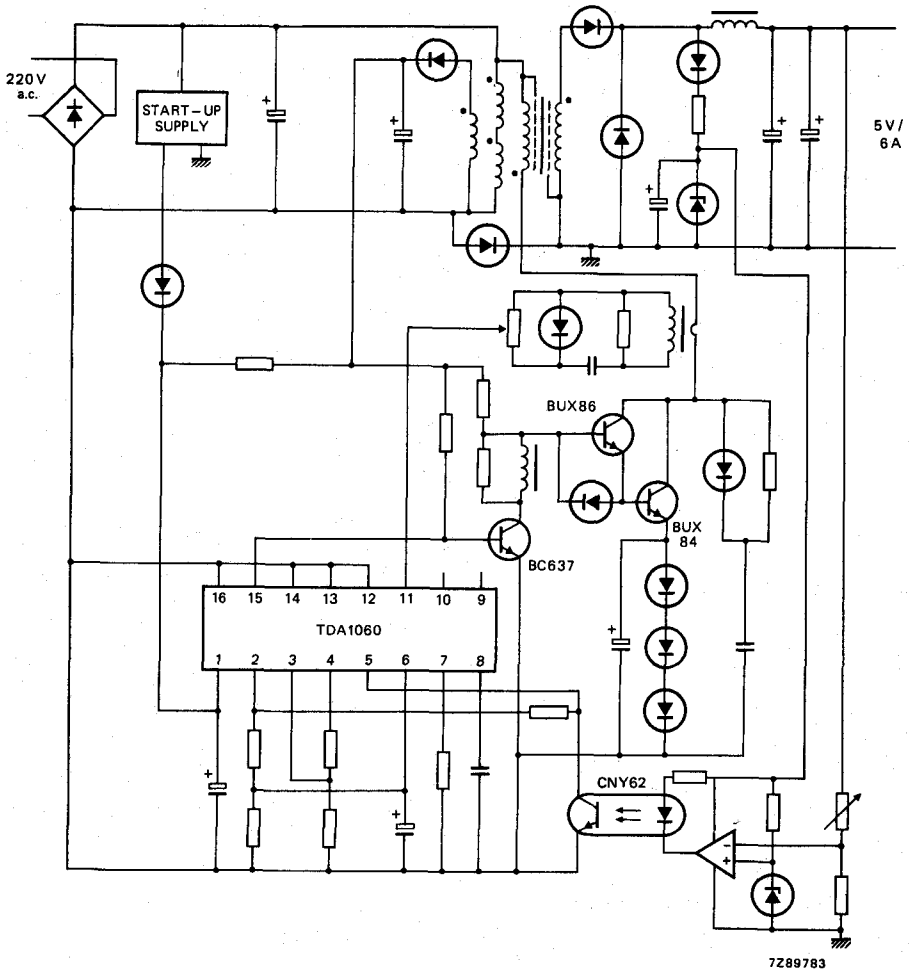 220V
a.c.
START-UP
SUPPLY
+
+
+
+
+
5V/
6A
BUX86
BUX
84
BC637
16 15 14 13 12 11 10 9
TDA1060
1 2 3 4 5 6 7 8
+
+
+
CNY62
-
+
7Z89783